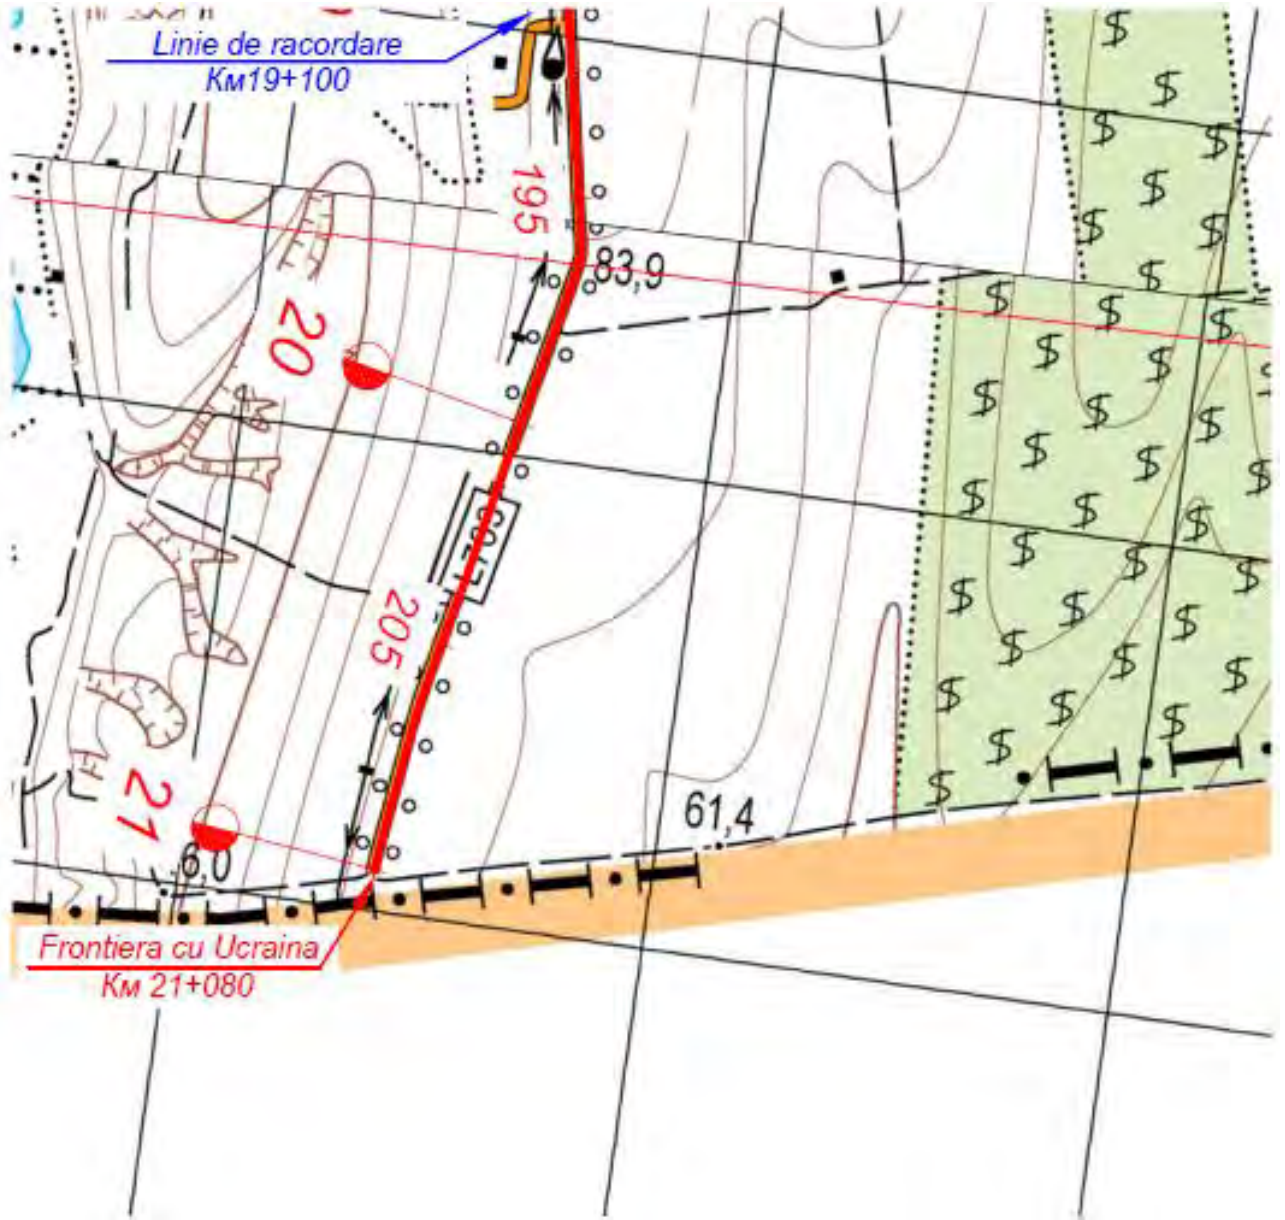 Linie de racordare
Км19+100
195
83,9
20
205
21
61,4
6,0
Frontiera cu Ucraina
Км 21+080